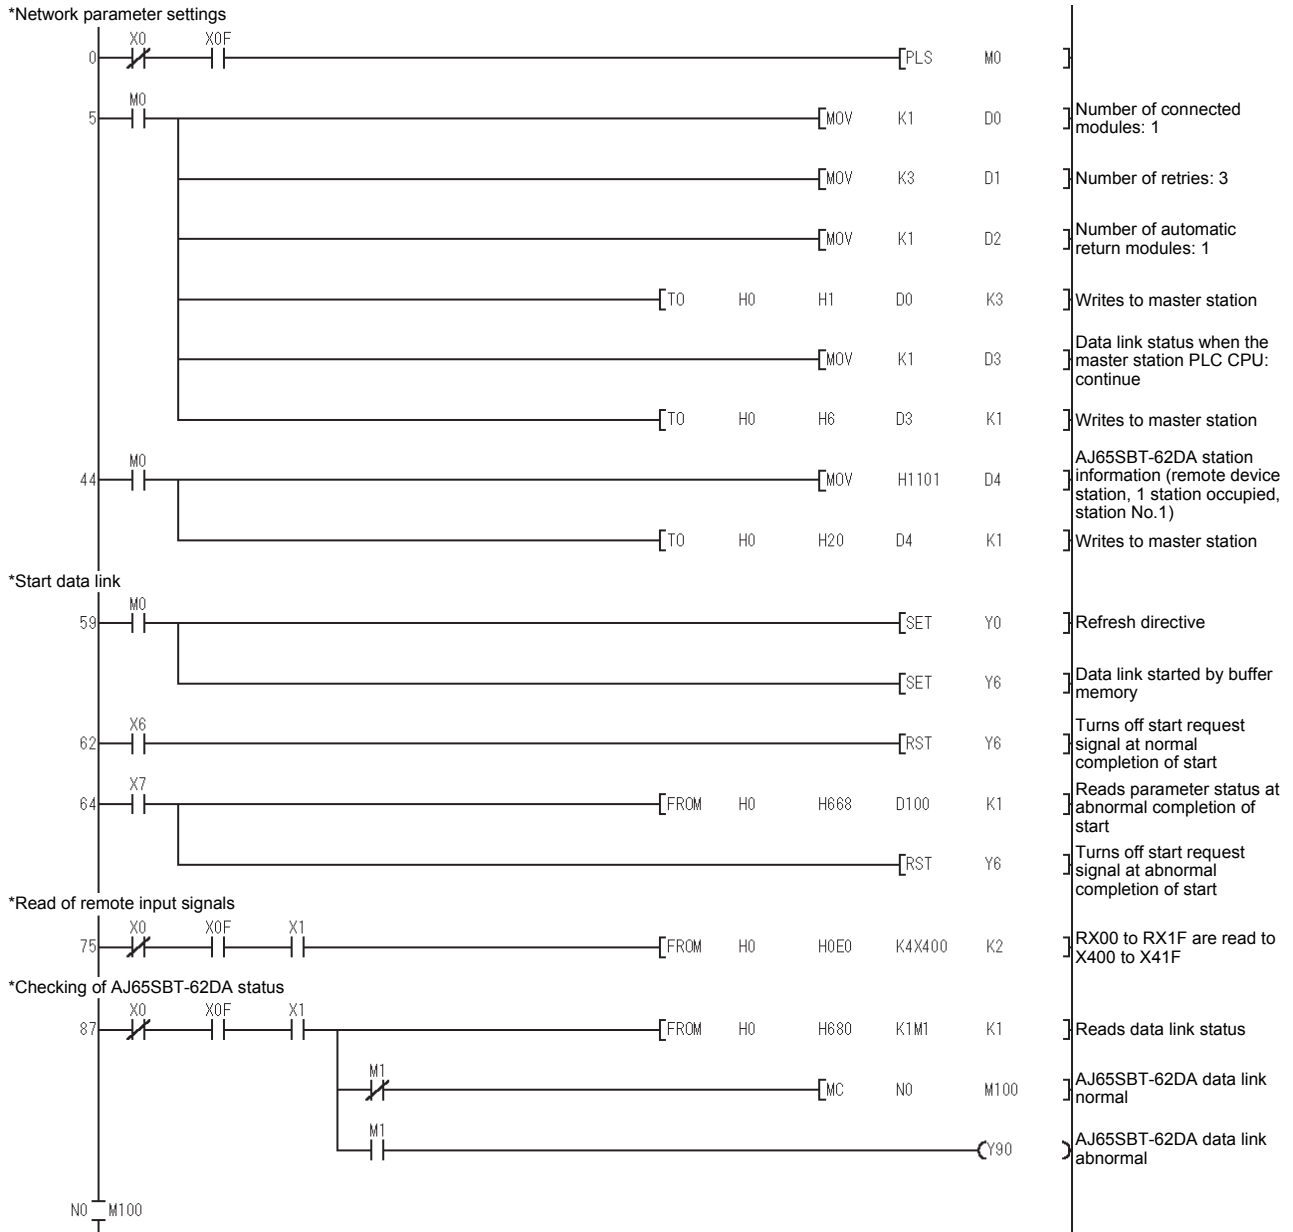 *Network parameter settings
X0 X0F
0 PLS M0
M0
5 MOV K1 D0 Number of connected
modules: 1
MOV K3 D1 Number of retries: 3
MOV K1 D2 Number of automatic
return modules: 1
TO H0 H1 D0 K3 Writes to master station
MOV K1 D3 Data link status when the
master station PLC CPU:
continue
TO H0 H6 D3 K1 Writes to master station
M0
44 MOV H1101 D4 AJ65SBT-62DA station
information (remote device
station, 1 station occupied,
station No.1)
TO H0 H20 D4 K1 Writes to master station
*Start data link
M0
59 SET Y0 Refresh directive
SET Y6 Data link started by buffer
memory
X6
62 RST Y6 Turns off start request
signal at normal
completion of start
X7
64 FROM H0 H668 D100 K1 Reads parameter status at
abnormal completion of
start
RST Y6 Turns off start request
signal at abnormal
completion of start
*Read of remote input signals
X0 X0F X1
75 FROM H0 H0E0 K4X400 K2 RX00 to RX1F are read to
X400 to X41F
*Checking of AJ65SBT-62DA status
X0 X0F X1
87 FROM H0 H680 K1M1 K1 Reads data link status
M1
MC N0 M100 AJ65SBT-62DA data link
normal
M1
Y90 AJ65SBT-62DA data link
abnormal
N0 M100